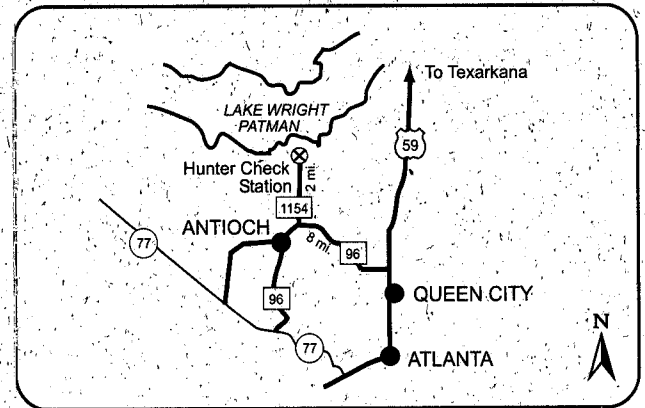 To Texarkana
LAKE WRIGHT
PATMAN
59
Hunter Check
Station
2 mi.
1154
ANTIOCH
77
8 mi.
96
96
QUEEN CITY
N
77
ATLANTA